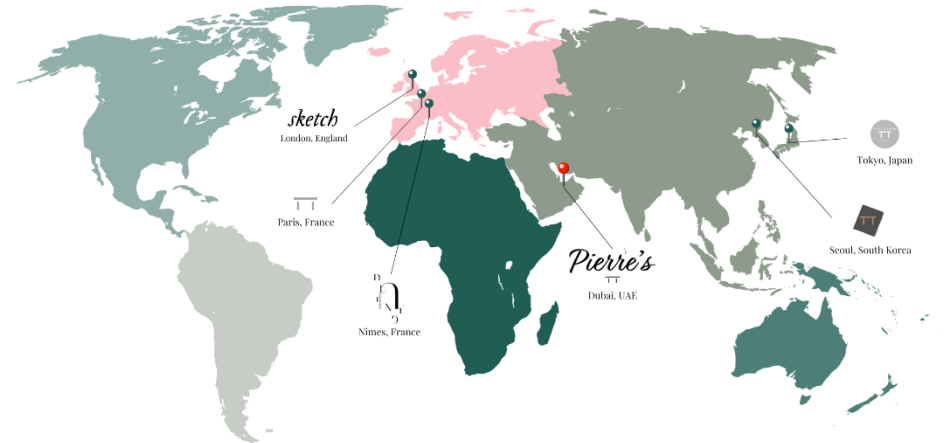 sketch
London, England
Paris, France
Nîmes, France
Pierre's
Dubai, UAE
Tokyo, Japan
Seoul, South Korea